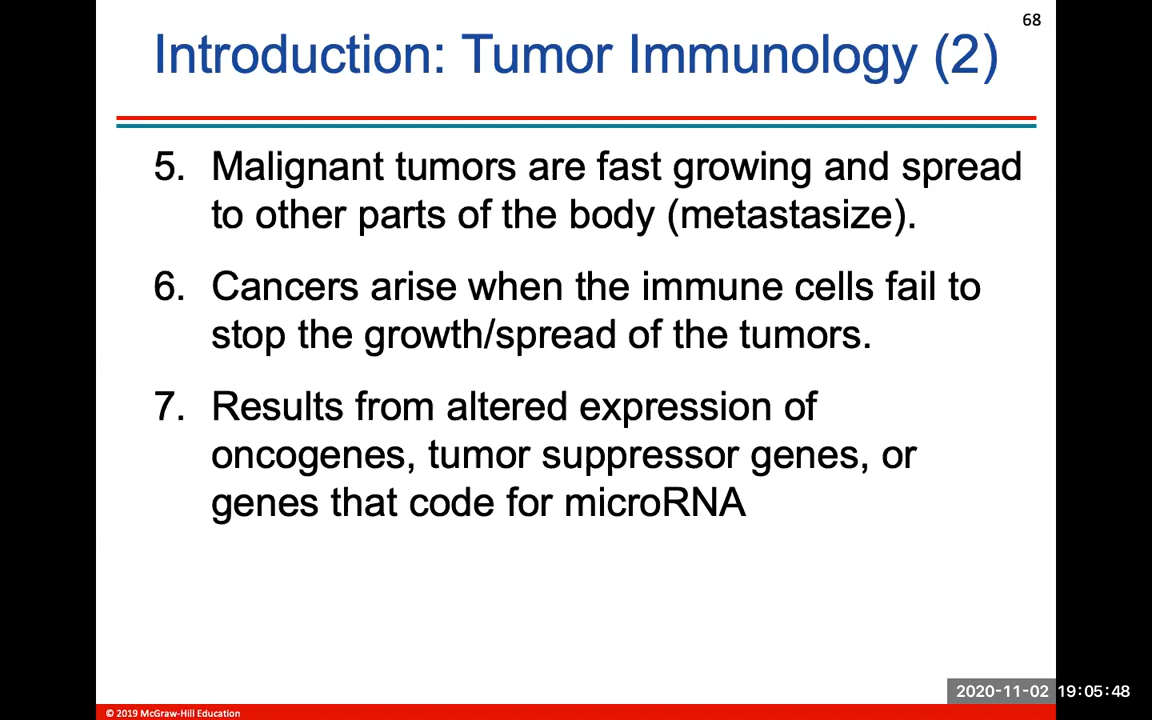 68
Introduction: Tumor Immunology (2)
5. Malignant tumors are fast growing and spread
to other parts of the body (metastasize).
6. Cancers arise when the immune cells fail to
stop the growth/spread of the tumors.
7. Results from altered expression of
oncogenes, tumor suppressor genes, or
genes that code for microRNA
2020-11-02 19:05:48
© 2019 McGraw-Hill Education